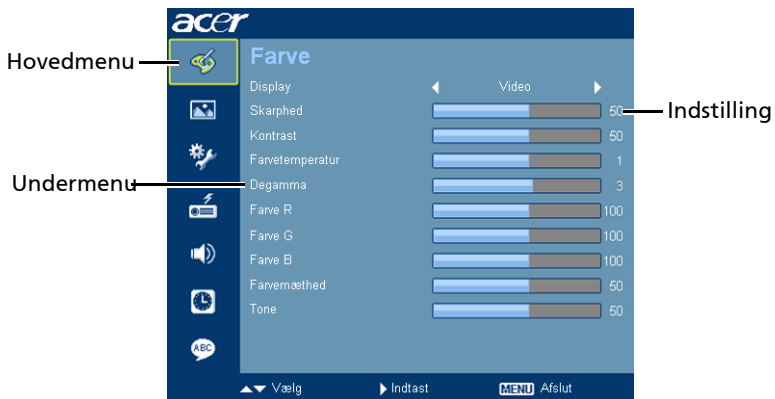 acer
Hovedmenu
Farve
Display Video
Skarphed 50 Indstilling
Kontrast 50
Farvetemperatur 1
Undermenu Degamma 3
Farve R 100
Farve G 100
Farve B 100
Farvemæthed 50
Tone 50
ABC
Vælg Indtast MENU Afslut